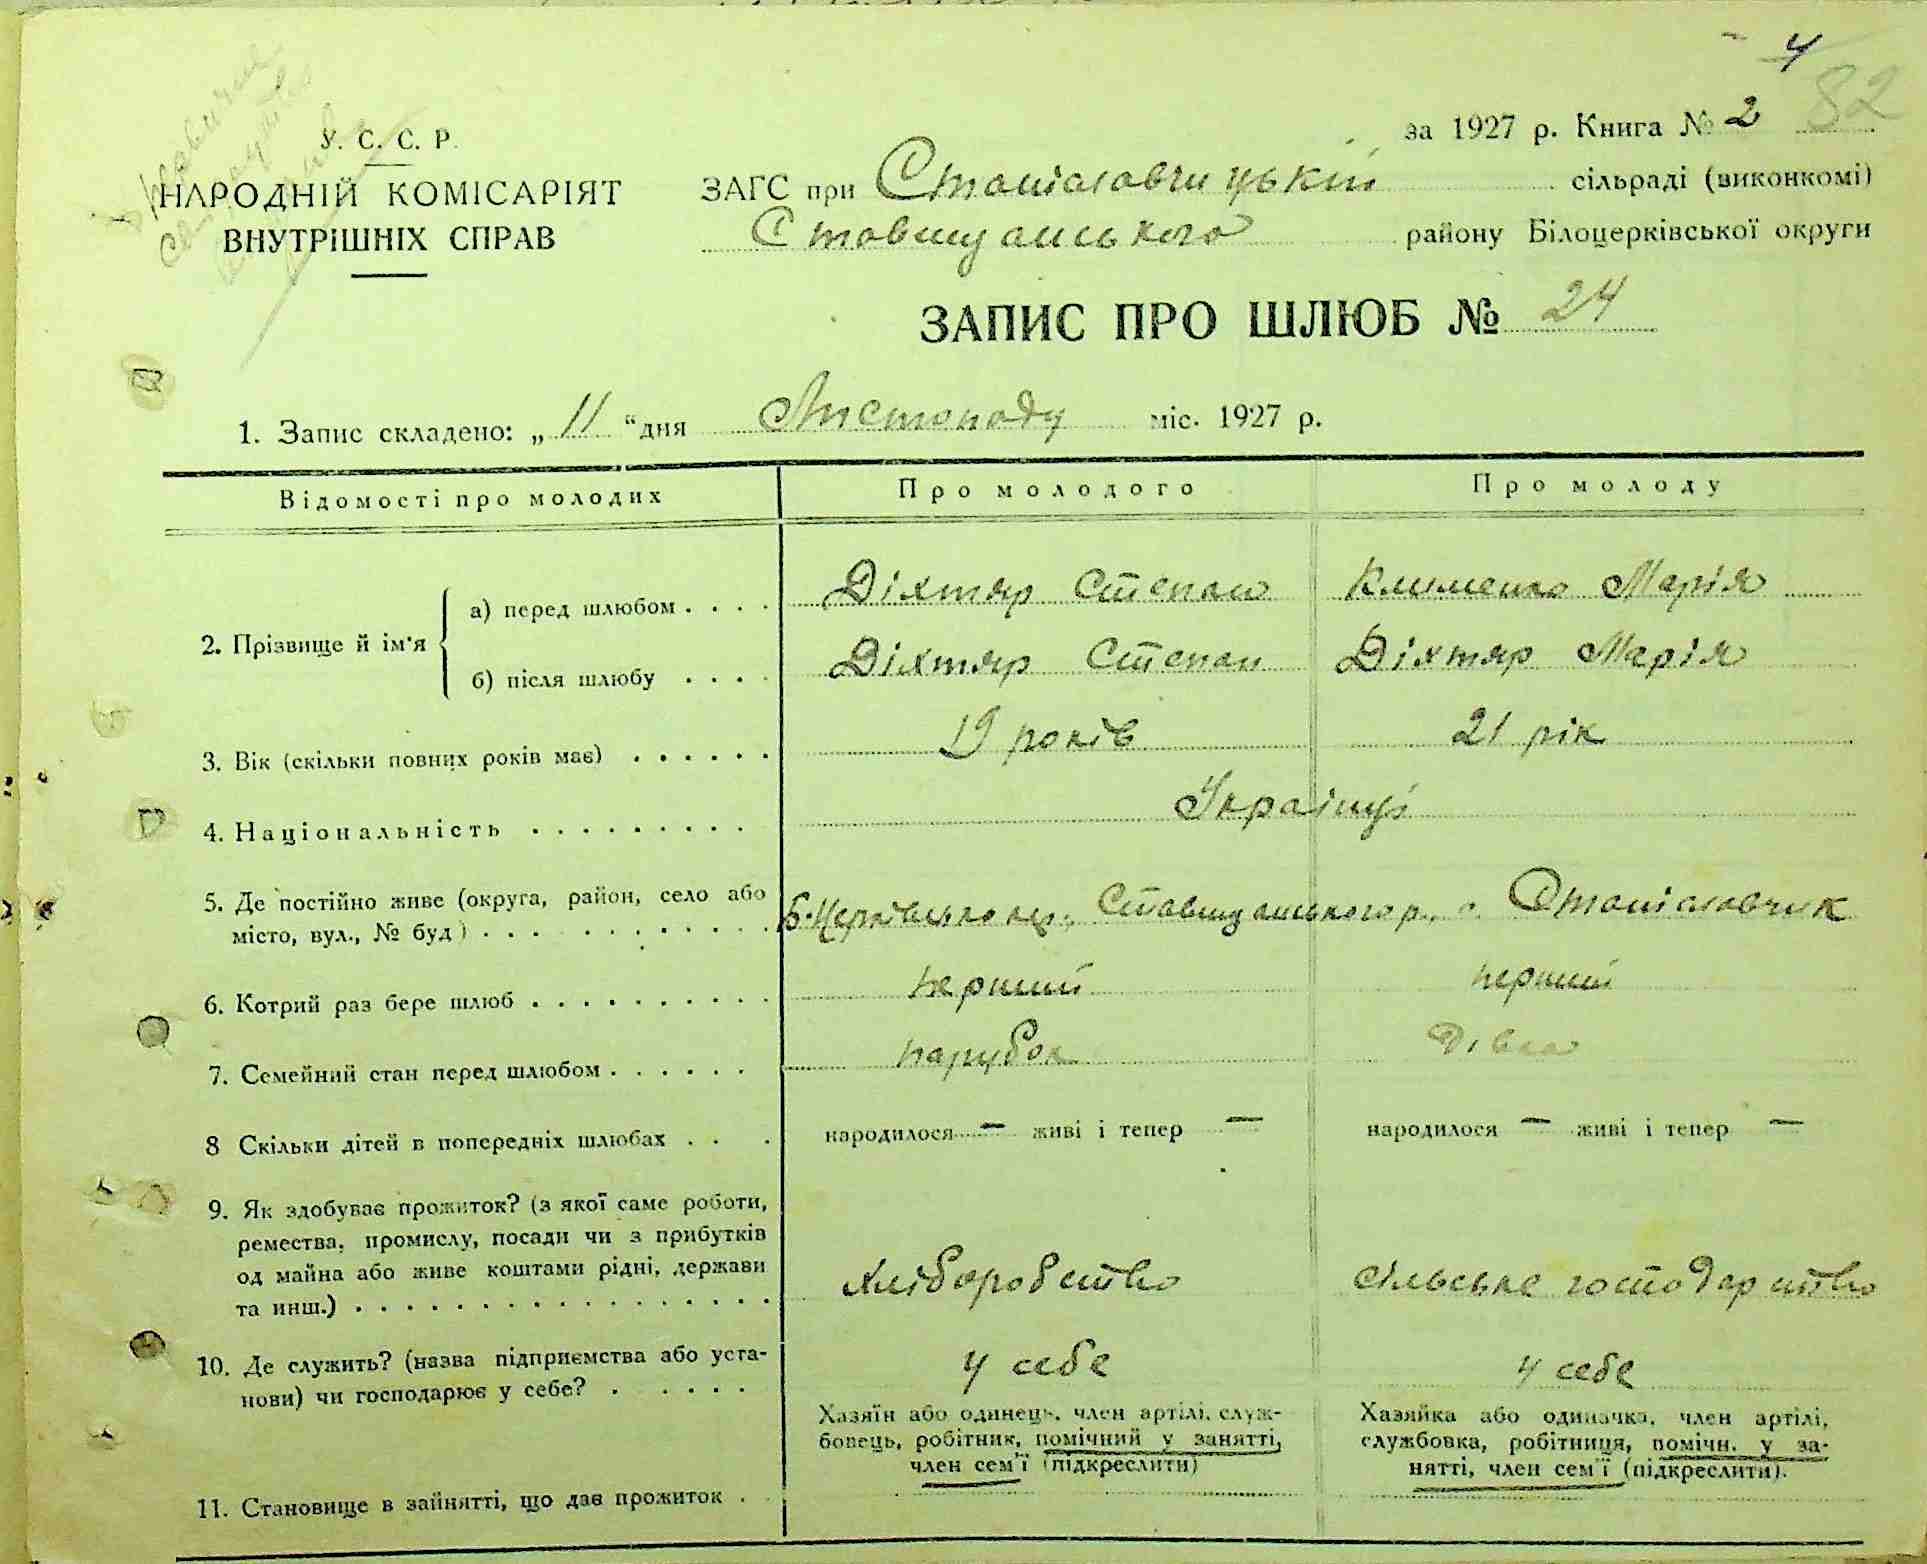 4
82
У. С. С. Р.
НАРОДНІЙ КОМІСАРІЯТ
ВНУТРІШНІХ СПРАВ
за 1927 р. Книга № 2
ЗАГС при Станіславчицькій сільраді (виконкомі)
Ставищанського району Білоцерківської округи
ЗАПИС ПРО ШЛЮБ № 24
1. Запис складено: „ 11 “ дня Листопаду міс. 1927 р.
Відомості про молодих Про молодого Про молоду
2. Прізвище й ім'я
а) перед шлюбом . . . . Діхтяр Степан Клименко Марія
б) після шлюбу . . . . Діхтяр Степан Діхтяр Марія
3. Вік (скільки повних років має) . . . . . . 19 років 21 рік
4. Національність . . . . . . . . . Українці
5. Де постійно живе (округа, район, село або
місто, вул., № буд) . . . . . . . . . . . . Б-Церківсько окр., Ставищанського р., с. Станіславчик
6. Котрий раз бере шлюб . . . . . . . . . . перший перший
7. Семейний стан перед шлюбом . . . . . . парубок дівка
8 Скільки дітей в попередніх шлюбах . . . народилося — живі і тепер — народилося — живі і тепер —
9. Як здобуває прожиток? (з якої саме роботи,
ремества, промислу, посади чи з прибутків
од майна або живе коштами рідні, держави
та инш.) . . . . . . . . . . . . . . . . . хліборобство сільське господарство
10. Де служить? (назва підприємства або уста-
нови) чи господарює у себе? . . . . . . у себе у себе
11. Становище в зайнятті, що дає прожиток .
Хазяїн або одинець, член артілі, служ-
бовець, робітник, помічний у занятті,
член сем'ї (підкреслити)
Хазяйка або одиначка, член артілі,
службовка, робітниця, помічн. у за-
нятті, член сем'ї (підкреслити).